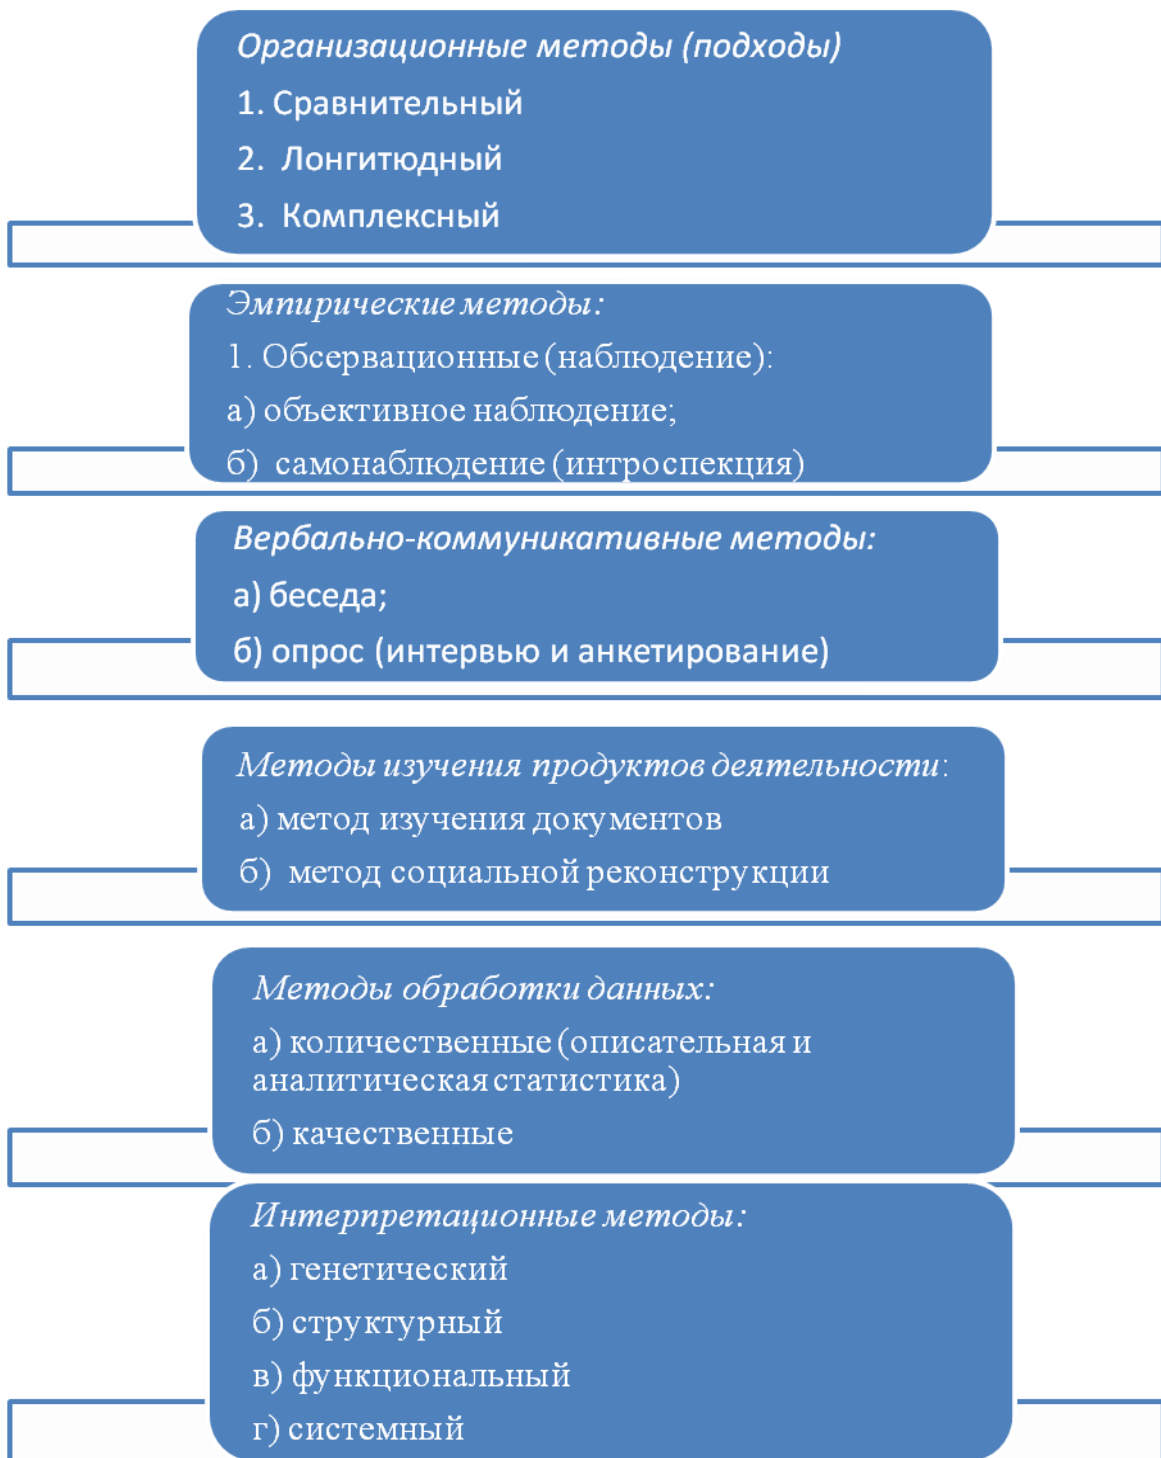 Организационные методы (подходы)
1. Сравнительный
2. Лонгитюдный
3. Комплексный
Эмпирические методы:
1. Обсервационные (наблюдение):
а) объективное наблюдение;
б) самонаблюдение (интроспекция)
Вербально-коммуникативные методы:
а) беседа;
б) опрос (интервью и анкетирование)
Методы изучения продуктов деятельности:
а) метод изучения документов
б) метод социальной реконструкции
Методы обработки данных:
а) количественные (описательная и
аналитическая статистика)
б) качественные
Интерпретационные методы:
а) генетический
б) структурный
в) функциональный
г) системный